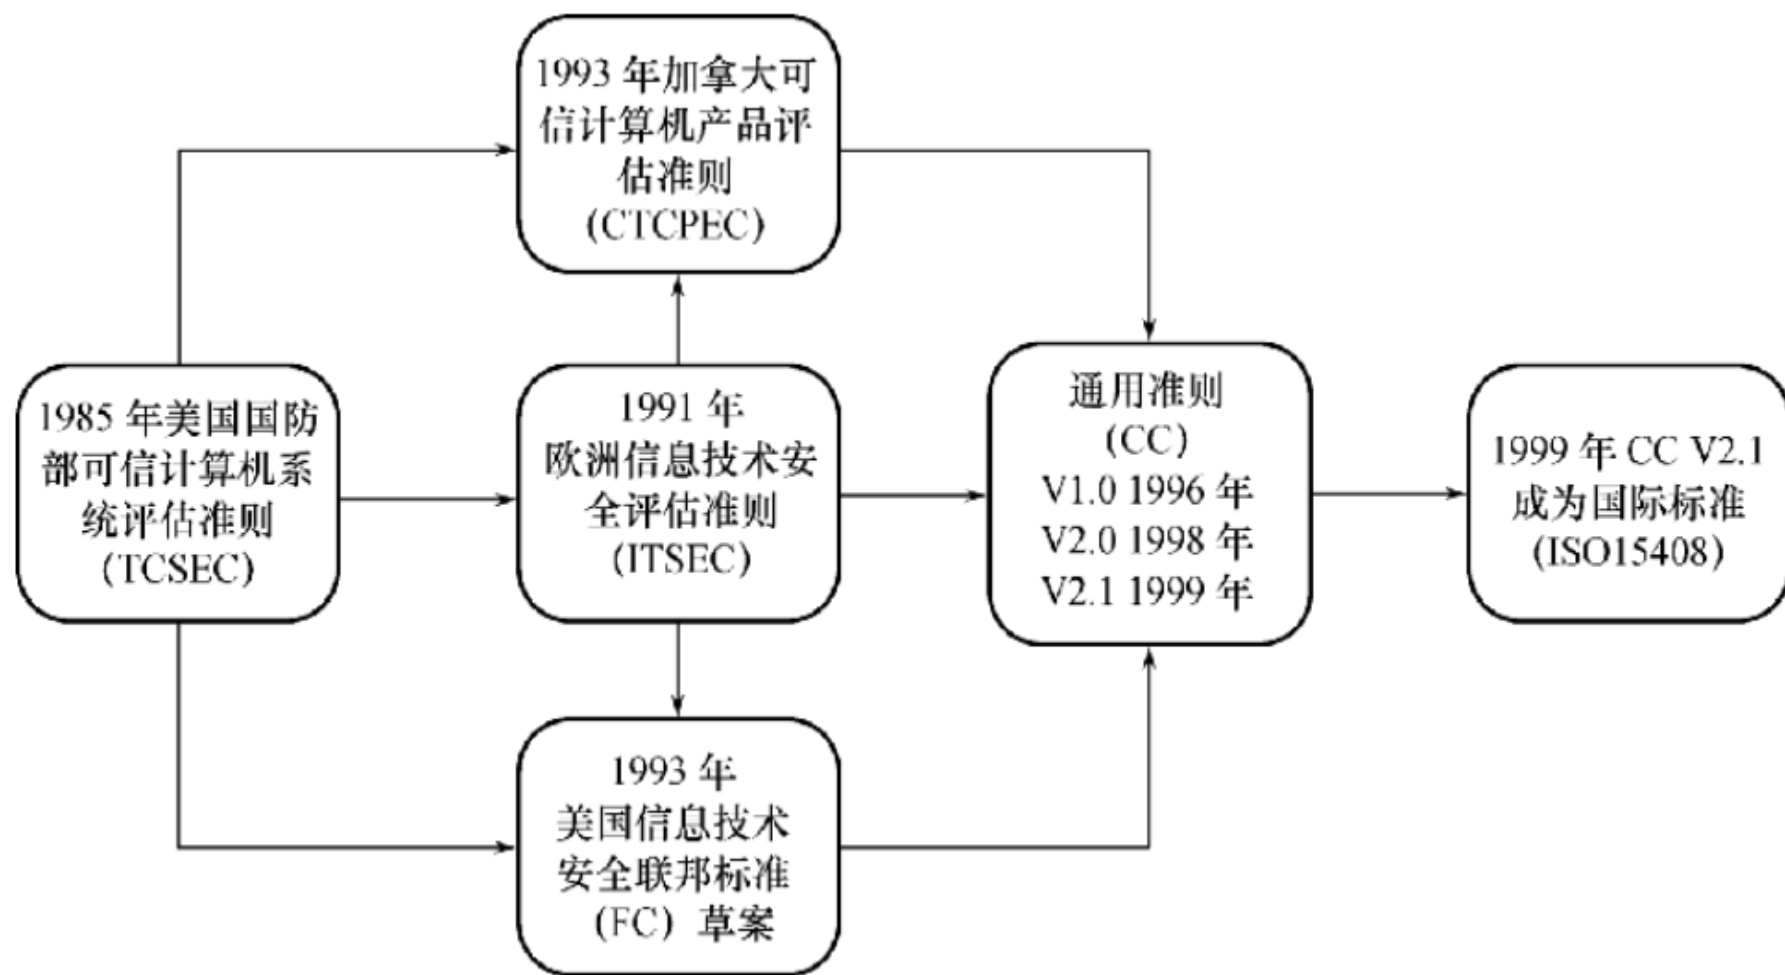 1993 年加拿大可
信计算机产品评
估准则
(CTCPEC)
1985 年美国国防
部可信计算机系
统评估准则
(TCSEC)
1991 年
欧洲信息技术安
全评估准则
(ITSEC)
1993 年
美国信息技术
安全联邦标准
(FC) 草案
通用准则
(CC)
V1.0 1996 年
V2.0 1998 年
V2.1 1999 年
1999 年 CC V2.1
成为国际标准
(ISO15408)